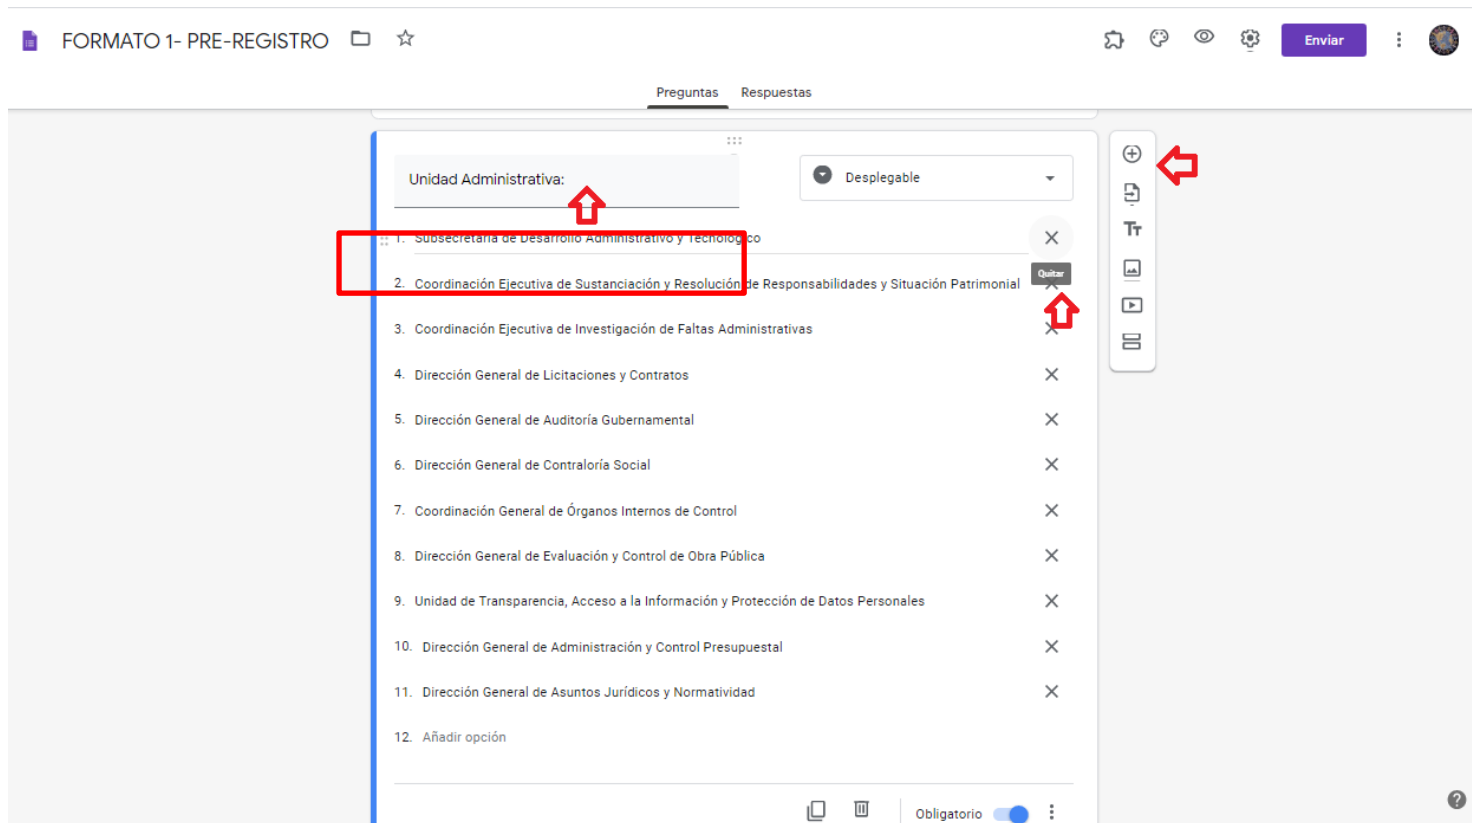 FORMATO 1- PRE-REGISTRO
Enviar
Preguntas Respuestas
Unidad Administrativa:
Desplegable
1. Subsecretaría de Desarrollo Administrativo y Tecnológico
Quitar
2. Coordinación Ejecutiva de Sustanciación y Resolución de Responsabilidades y Situación Patrimonial
3. Coordinación Ejecutiva de Investigación de Faltas Administrativas
4. Dirección General de Licitaciones y Contratos
5. Dirección General de Auditoría Gubernamental
6. Dirección General de Contraloría Social
7. Coordinación General de Órganos Internos de Control
8. Dirección General de Evaluación y Control de Obra Pública
9. Unidad de Transparencia, Acceso a la Información y Protección de Datos Personales
10. Dirección General de Administración y Control Presupuestal
11. Dirección General de Asuntos Jurídicos y Normatividad
12. Añadir opción
Obligatorio